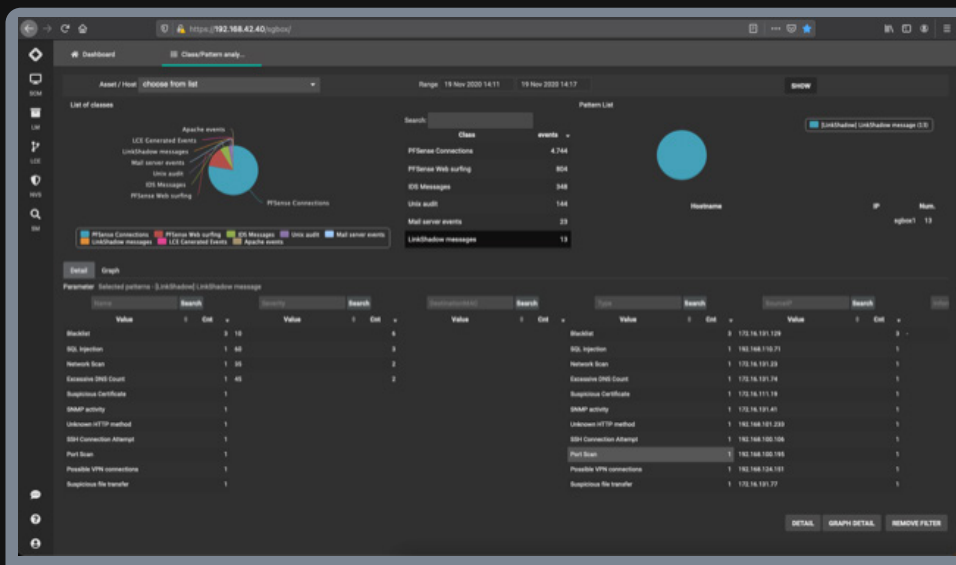 https://192.168.42.40/sgbox/
Dashboard
Class/Pattern analy...
SCM
LM
LCE
NVS
SM
Asset / Host choose from list
Range 19 Nov 2020 14:11 19 Nov 2020 14:17
SHOW
List of classes
Apache events
LCE Generated Events
LinkShadow messages
Mail server events
Unix audit
IDS Messages
PFSense Web surfing
PFSense Connections
PFSense Connections PFSense Web surfing IDS Messages Unix audit Mail server events
LinkShadow messages LCE Generated Events Apache events
Search:
Class events
PFSense Connections 4.744
PFSense Web surfing 804
IDS Messages 348
Unix audit 144
Mail server events 23
LinkShadow messages 13
Pattern List
[LinkShadow] LinkShadow message (13)
Hostname IP Num.
sgbox1 13
Detail Graph
Parameter Selected patterns - [LinkShadow] LinkShadow message
Name Search Severity Search DestinationMAC Search Type Search SourceIP Search
Value Cnt Value Cnt Value Cnt Value Cnt Value Cnt
Blacklist 3 10 6 Blacklist 3 172.16.131.129 3 -
SQL Injection 1 60 3 SQL Injection 1 192.168.110.71 1
Network Scan 1 35 2 Network Scan 1 172.16.131.23 1
Excessive DNS Count 1 45 2 Excessive DNS Count 1 172.16.131.74 1
Suspicious Certificate 1 Suspicious Certificate 1 172.16.111.19 1
SNMP activity 1 SNMP activity 1 172.16.131.41 1
Unknown HTTP method 1 Unknown HTTP method 1 192.168.101.233 1
SSH Connection Attempt 1 SSH Connection Attempt 1 192.168.100.106 1
Port Scan 1 Port Scan 1 192.168.100.195 1
Possible VPN connections 1 Possible VPN connections 1 192.168.124.151 1
Suspicious file transfer 1 Suspicious file transfer 1 172.16.131.77 1
DETAIL GRAPH DETAIL REMOVE FILTER